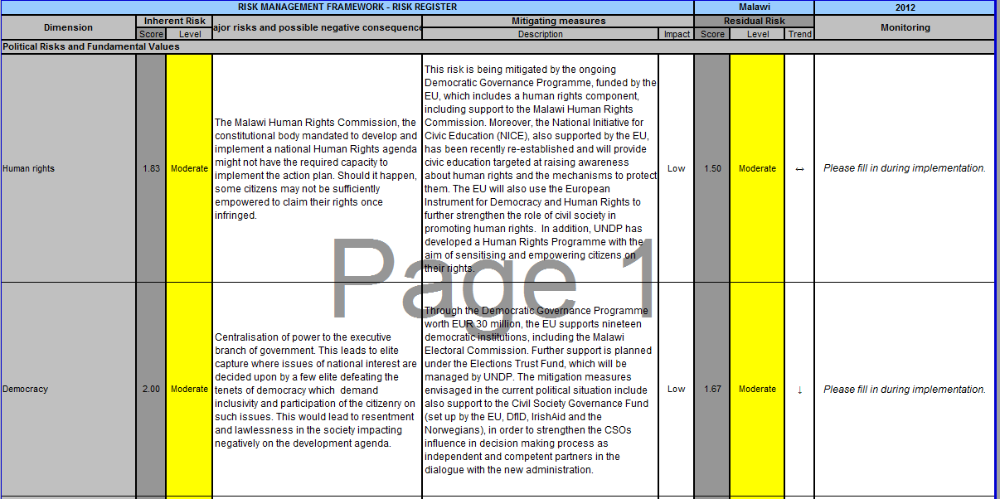 RISK MANAGEMENT FRAMEWORK - RISK REGISTER
Malawi
2012
Dimension
Inherent Risk
ajor risks and possible negative consequenc
Mitigating measures
Residual Risk
Monitoring
Score
Level
Description
Impact
Score
Level
Trend
Political Risks and Fundamental Values
Human rights
1.83
Moderate
The Malawi Human Rights Commission, the
constitutional body mandated to develop and
implement a national Human Rights agenda
might not have the required capacity to
implement the action plan. Should it happen,
some citizens may not be sufficiently
empowered to claim their rights once
infringed.
This risk is being mitigated by the ongoing
Democratic Governance Programme, funded by the
EU, which includes a human rights component,
including support to the Malawi Human Rights
Commission. Moreover, the National Initiative for
Civic Education (NICE), also supported by the EU,
has been recently re-established and will provide
civic education targeted at raising awareness
about human rights and the mechanisms to protect
them. The EU will also use the European
Instrument for Democracy and Human Rights to
further strengthen the role of civil society in
promoting human rights.  In addition, UNDP has
developed a Human Rights Programme with the
aim of sensitising and empowering citizens on
their rights.
Low
1.50
Moderate
↔
Please fill in during implementation.
Page 1
Democracy
2.00
Moderate
Centralisation of power to the executive
branch of government. This leads to elite
capture where issues of national interest are
decided upon by a few elite defeating the
tenets of democracy which  demand
inclusivity and participation of the citizenry on
such issues. This would lead to resentment
and lawlessness in the society impacting
negatively on the development agenda.
Through the Democratic Governance Programme
worth EUR 30 million, the EU supports nineteen
democratic institutions, including the Malawi
Electoral Commission. Further support is planned
under the Elections Trust Fund, which will be
managed by UNDP. The mitigation measures
envisaged in the current political situation include
also support to the Civil Society Governance Fund
(set up by the EU, DfID, IrishAid and the
Norwegians), in order to strengthen the CSOs
influence in decision making process as
independent and competent partners in the
dialogue with the new administration.
Low
1.67
Moderate
↓
Please fill in during implementation.